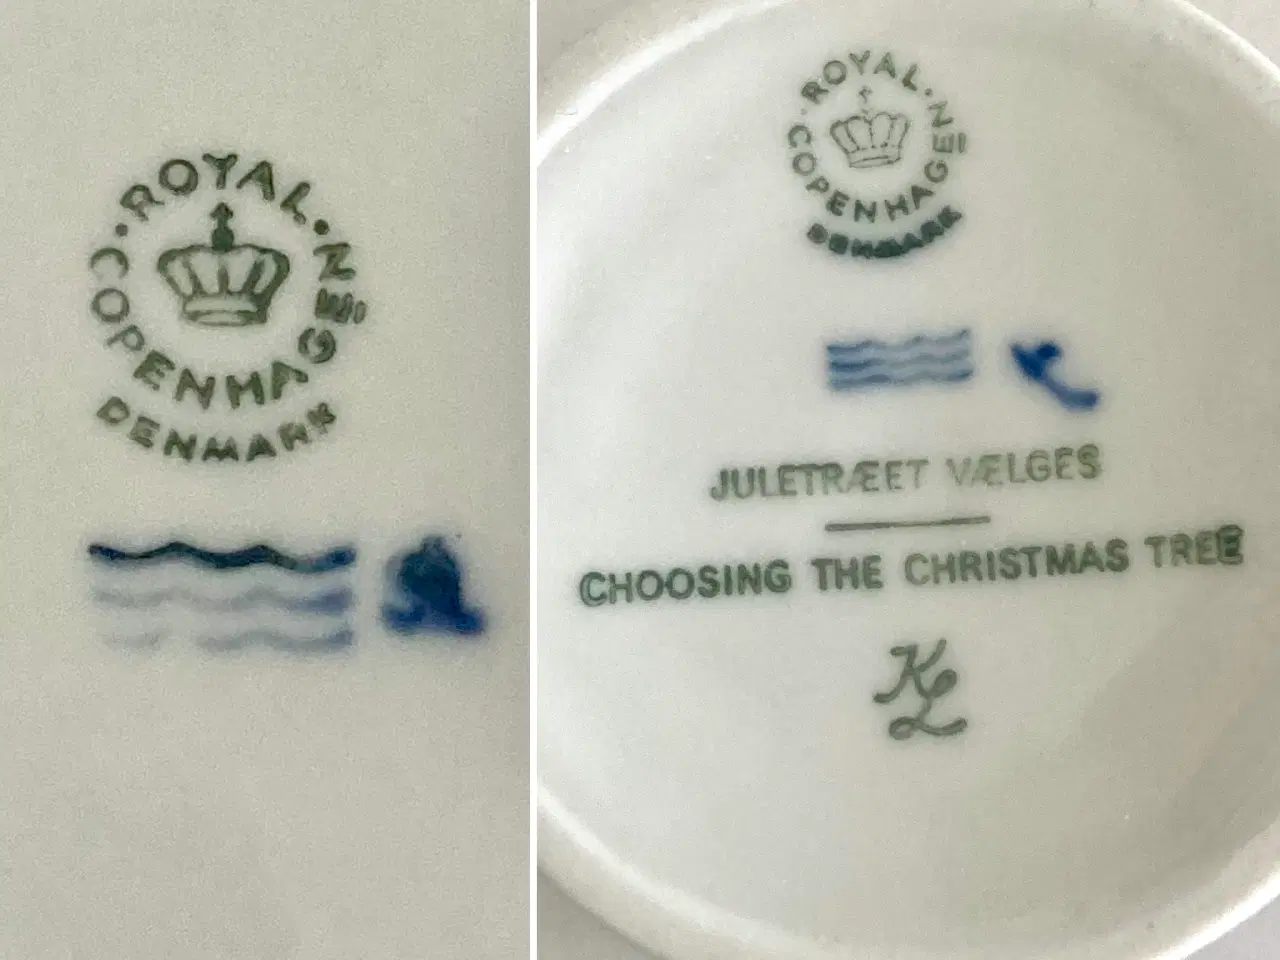 ROYAL · COPENHAGEN
DENMARK
ROYAL · COPENHAGEN
DENMARK
JULETRÆET VÆLGES
CHOOSING THE CHRISTMAS TREE
KL